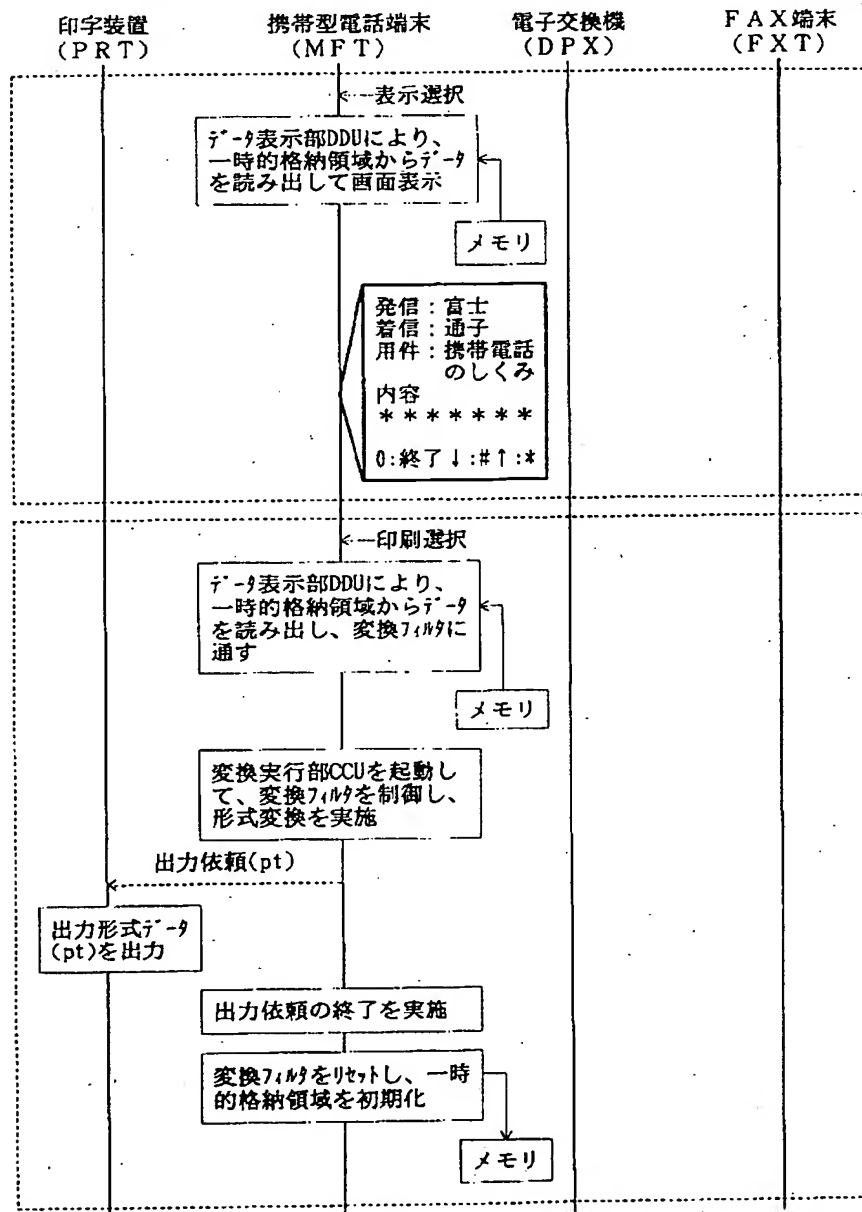 印字装置
(PRT)
携帯型電話端末
(MFT)
電子交換機
(DPX)
FAX端末
(FXT)
表示選択
ﾃﾞｰﾀ表示部DDUにより、
一時的格納領域からﾃﾞｰﾀ
を読み出して画面表示
メモリ
発信：富士
着信：通子
用件：携帯電話
のしくみ
内容
*******
0:終了↓:#↑:*
印刷選択
ﾃﾞｰﾀ表示部DDUにより、
一時的格納領域からﾃﾞｰﾀ
を読み出し、変換ﾌｨﾙﾀに
通す
メモリ
変換実行部CCUを起動し
て、変換ﾌｨﾙﾀを制御し、
形式変換を実施
出力依頼(pt)
出力形式ﾃﾞｰﾀ
(pt)を出力
出力依頼の終了を実施
変換ﾌｨﾙﾀをﾘｾｯﾄし、一時
的格納領域を初期化
メモリ